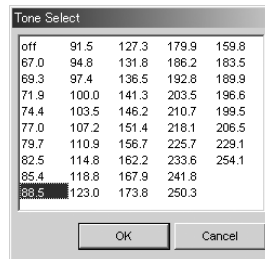 Tone Select
off 91.5 127.3 179.9 159.8
67.0 94.8 131.8 186.2 183.5
69.3 97.4 136.5 192.8 189.9
71.9 100.0 141.3 203.5 196.6
74.4 103.5 146.2 210.7 199.5
77.0 107.2 151.4 218.1 206.5
79.7 110.9 156.7 225.7 229.1
82.5 114.8 162.2 233.6 254.1
85.4 118.8 167.9 241.8
88.5 123.0 173.8 250.3
OK Cancel